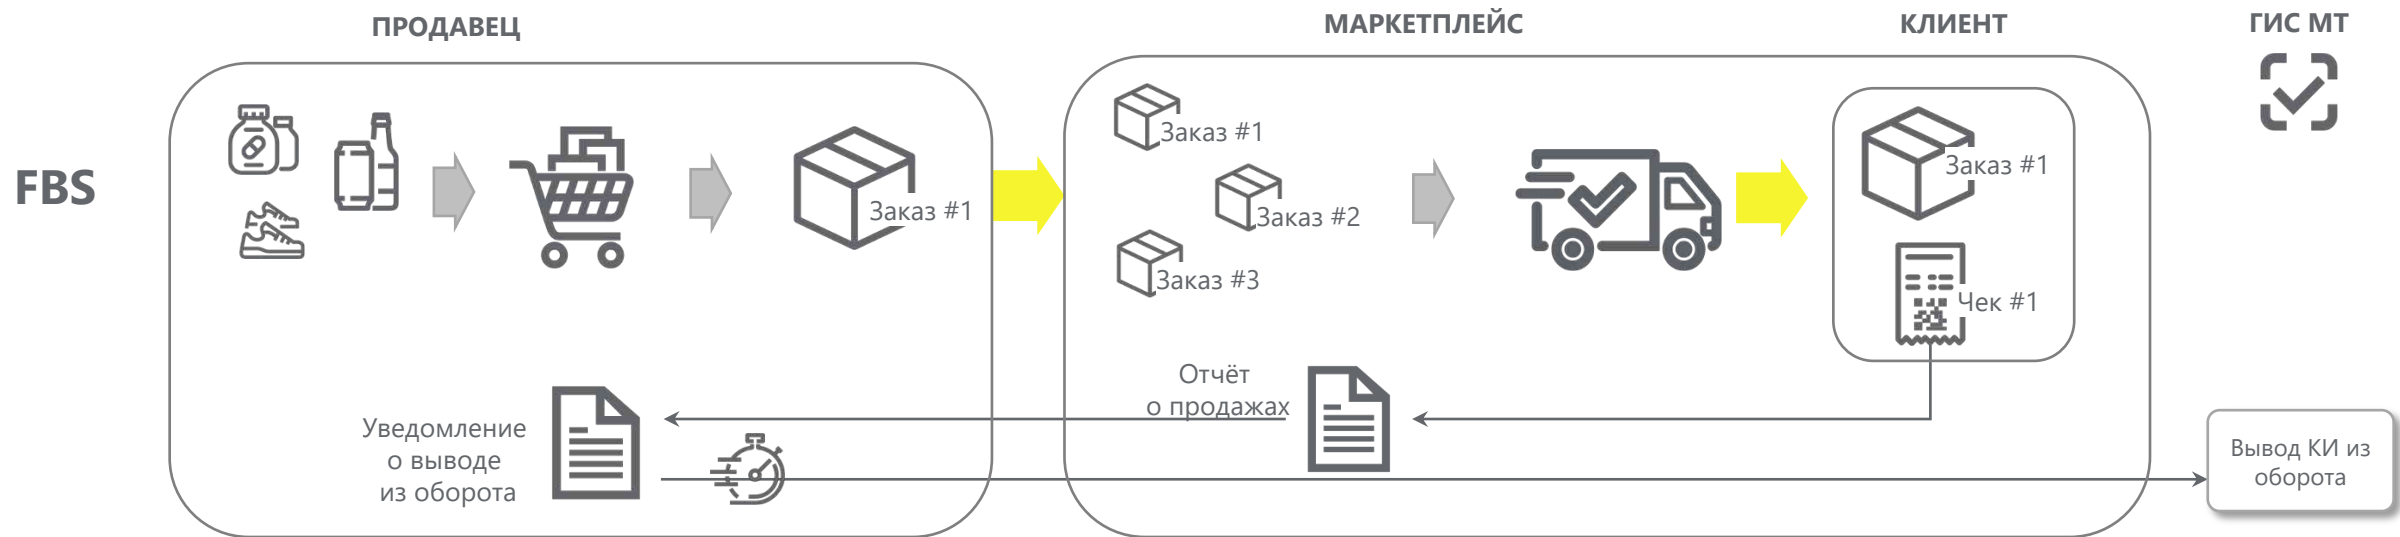 ПРОДАВЕЦ
МАРКЕТПЛЕЙС
КЛИЕНТ
ГИС МТ
FBS
Заказ #1
Заказ #1
Заказ #2
Заказ #3
Заказ #1
Чек #1
Отчёт
о продажах
Уведомление
о выводе
из оборота
Вывод КИ из
оборота